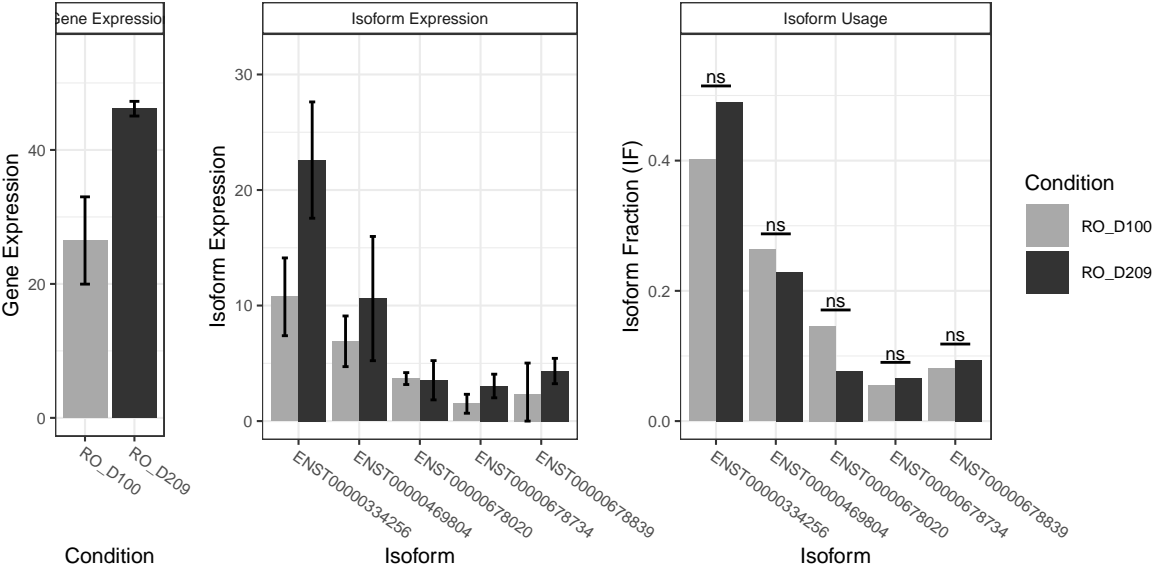 Gene Expression
Gene Expression
40
20
0
RO_D100
RO_D209
Condition
Isoform Expression
Isoform Expression
30
20
10
0
ENST00000334256
ENST00000469804
ENST00000678020
ENST00000678734
ENST00000678839
Isoform
Isoform Usage
Isoform Fraction (IF)
0.4
0.2
0.0
ns
ns
ns
ns
ns
ENST00000334256
ENST00000469804
ENST00000678020
ENST00000678734
ENST00000678839
Isoform
Condition
RO_D100
RO_D209